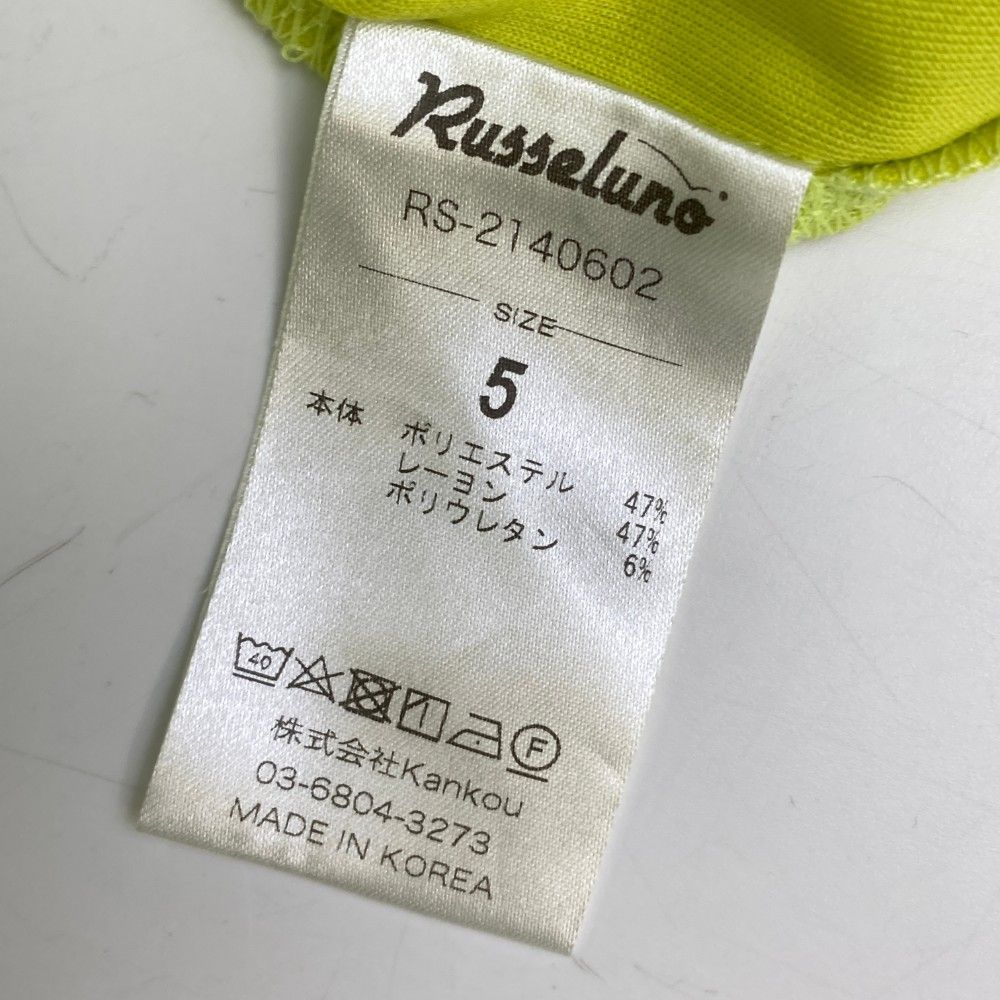 Russeluno
RS-2140602
SIZE
5
本体 ポリエステル 47%
レーヨン 47%
ポリウレタン 6%
40 F
株式会社Kankou
03-6804-3273
MADE IN KOREA